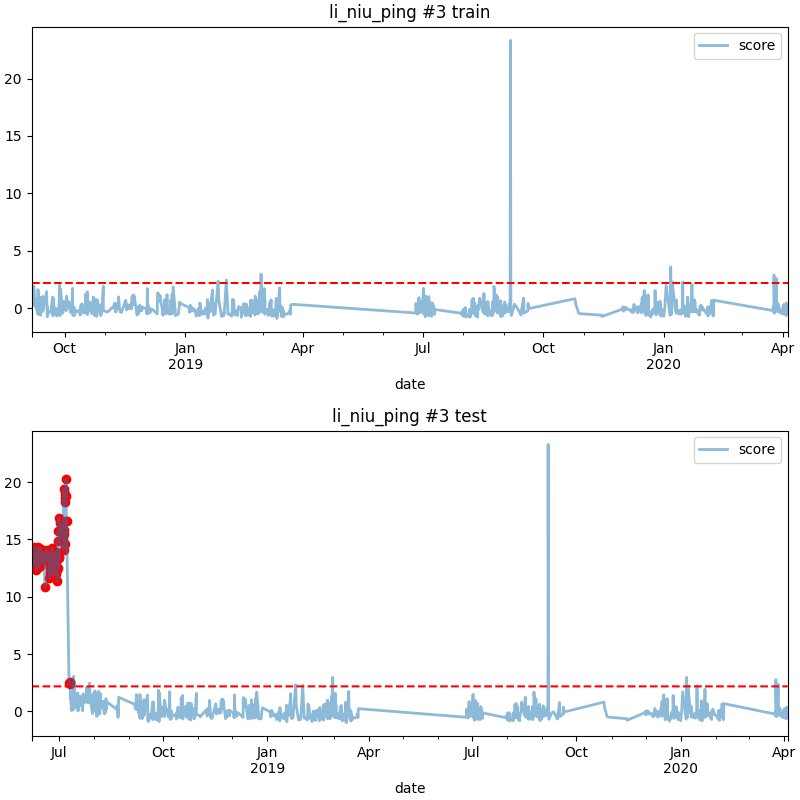 li_niu_ping #3 train
score
20
15
10
5
0
Oct Jan Apr Jul Oct Jan Apr
2019 2020
date
li_niu_ping #3 test
score
20
15
10
5
0
Jul Oct Jan Apr Jul Oct Jan Apr
2019 2020
date